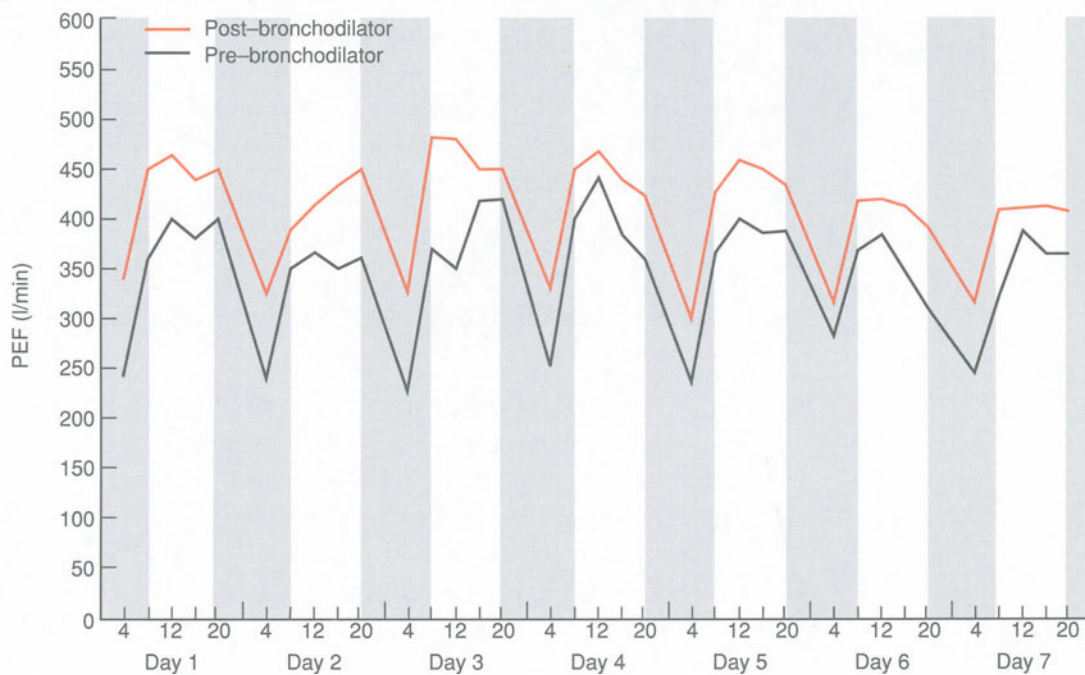 600
550
500
450
400
350
300
250
200
150
100
50
0
PEF (l/min)
Post–bronchodilator
Pre–bronchodilator
4 12 20 4 12 20 4 12 20 4 12 20 4 12 20 4 12 20 4 12 20
Day 1 Day 2 Day 3 Day 4 Day 5 Day 6 Day 7